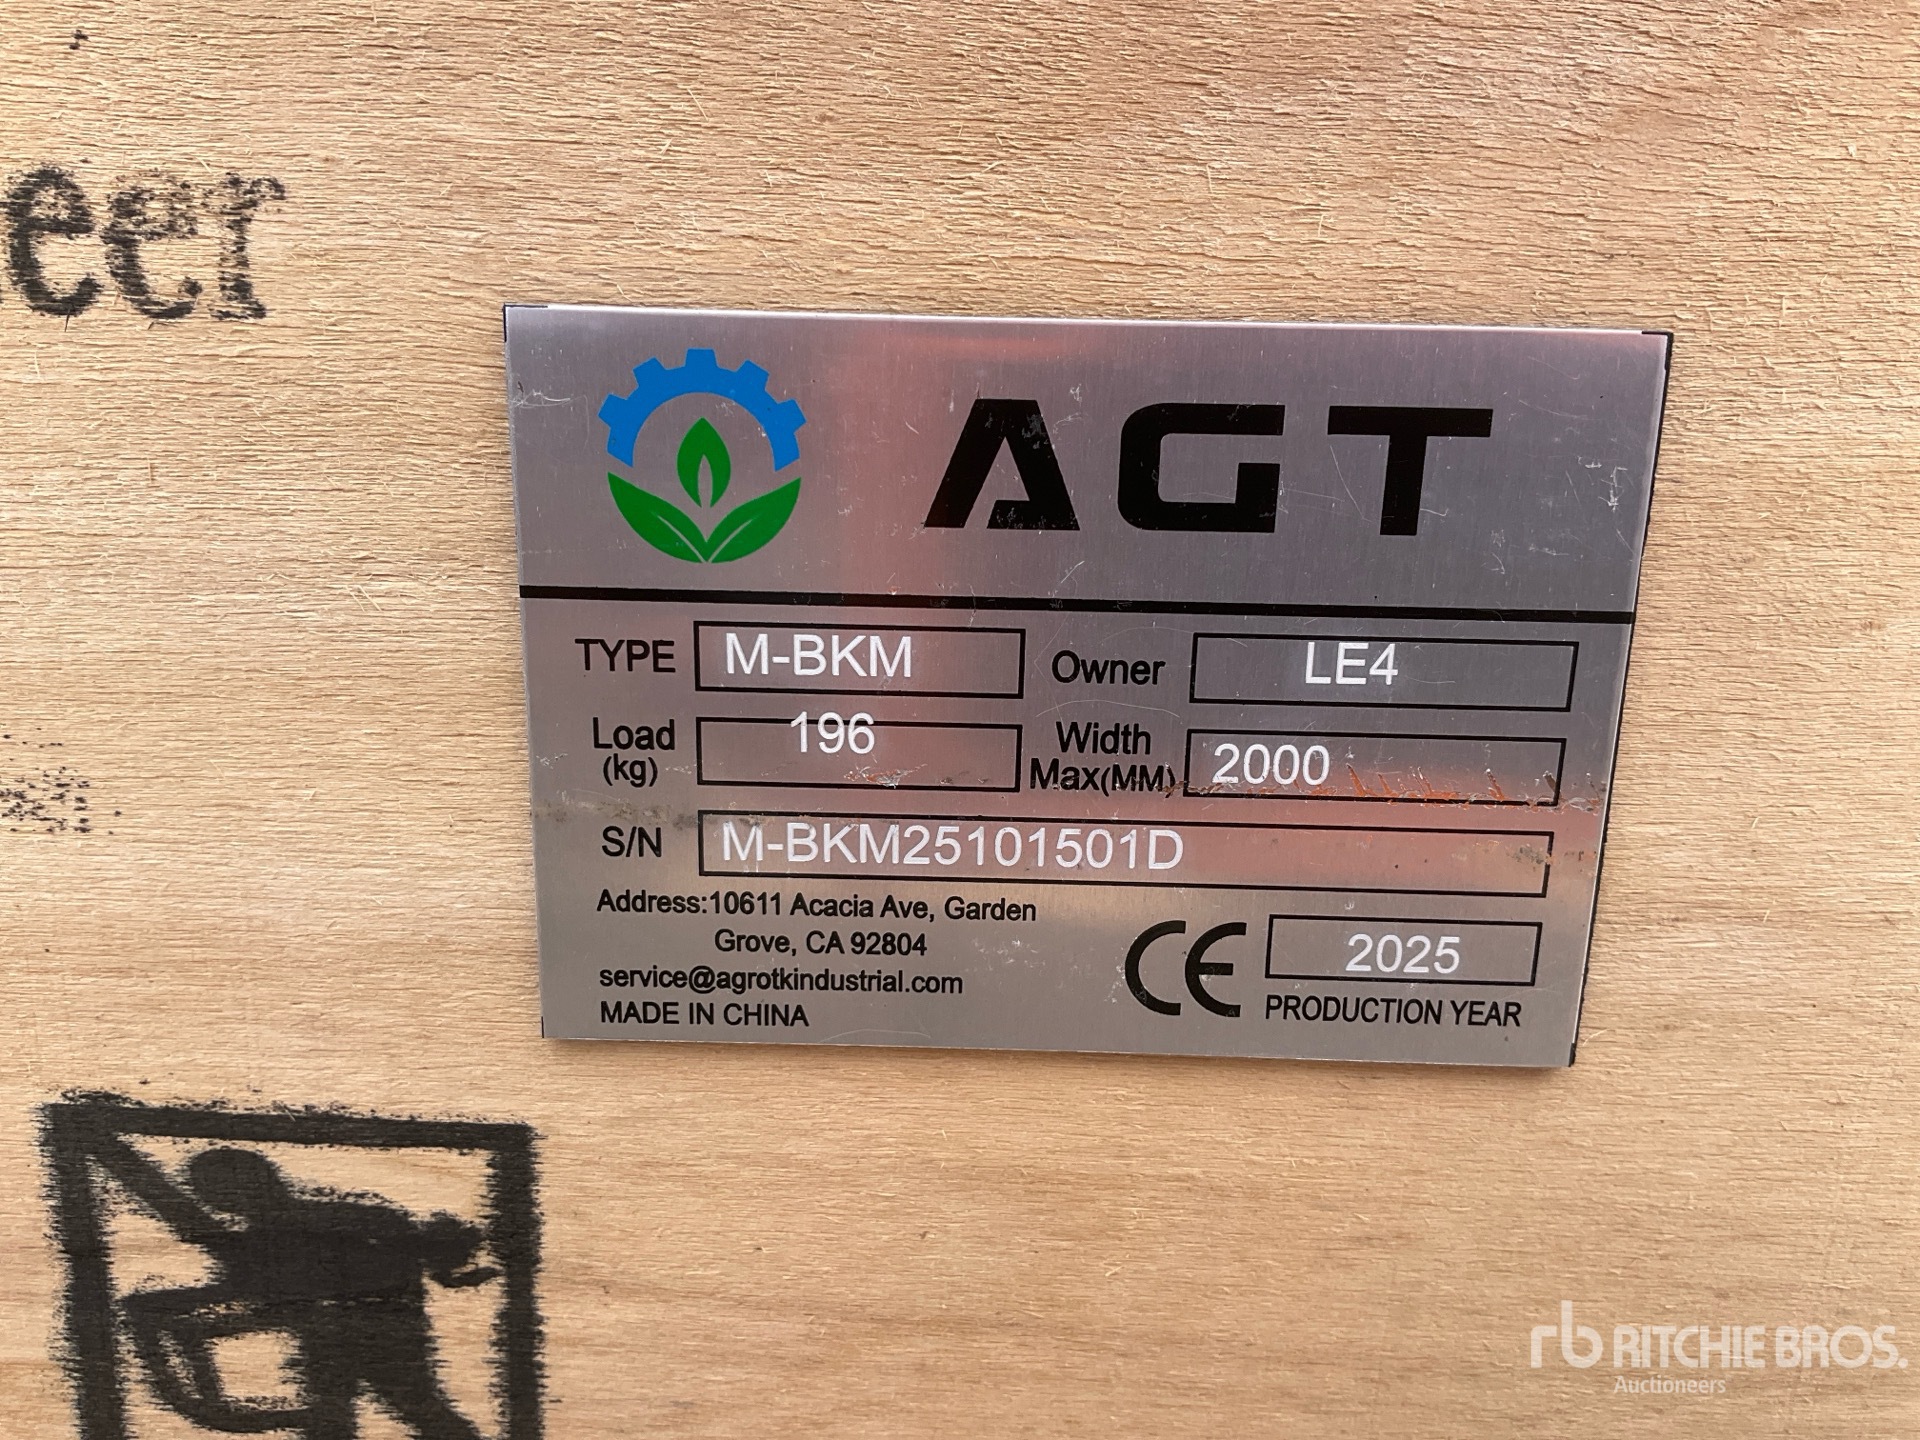 eer
AGT
TYPE M-BKM Owner LE4
Load (kg) 196 Width Max(MM) 2000
S/N M-BKM25101501D
Address:10611 Acacia Ave, Garden
Grove, CA 92804
service@agrotkindustrial.com
MADE IN CHINA
CE 2025
PRODUCTION YEAR
rb RITCHIE BROS.
Auctioneers